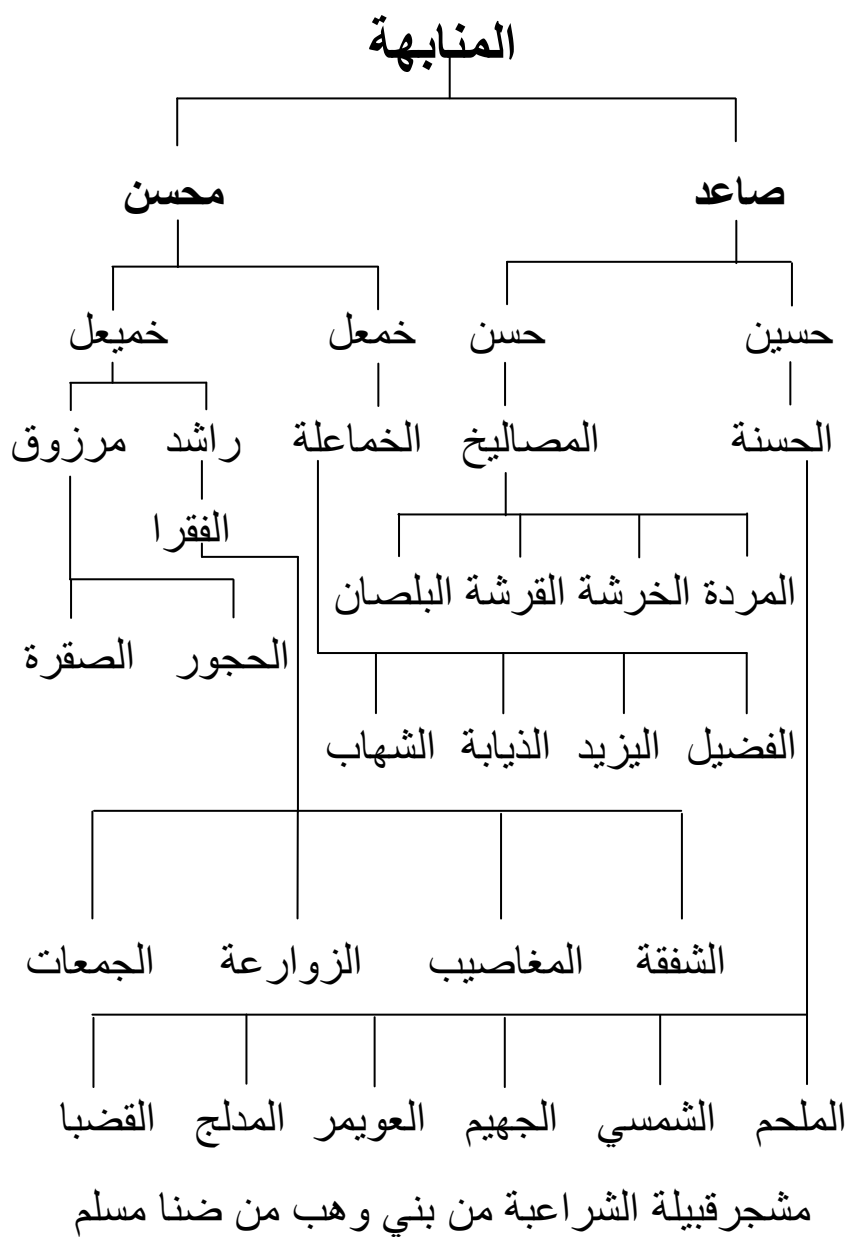 المنابهة
صاعد محسن
حسين حسن خمعل خميعل
الحسنة المصاليخ الخماعلة راشد مرزوق
الفقرا
المردة الخرشة القرشة البلصان
الحجور الصقرة
الفضيل اليزيد الذيابة الشهاب
الشفقة المغاصيب الزوارعة الجمعات
الملحم الشمسي الجهيم العويمر المدلج القضبا
مشجرقبيلة الشراعبة من بني وهب من ضنا مسلم